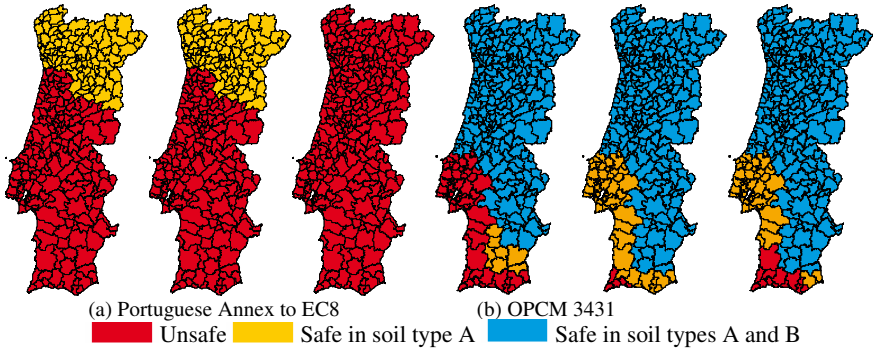 (a) Portuguese Annex to EC8 (b) OPCM 3431
Unsafe Safe in soil type A Safe in soil types A and B